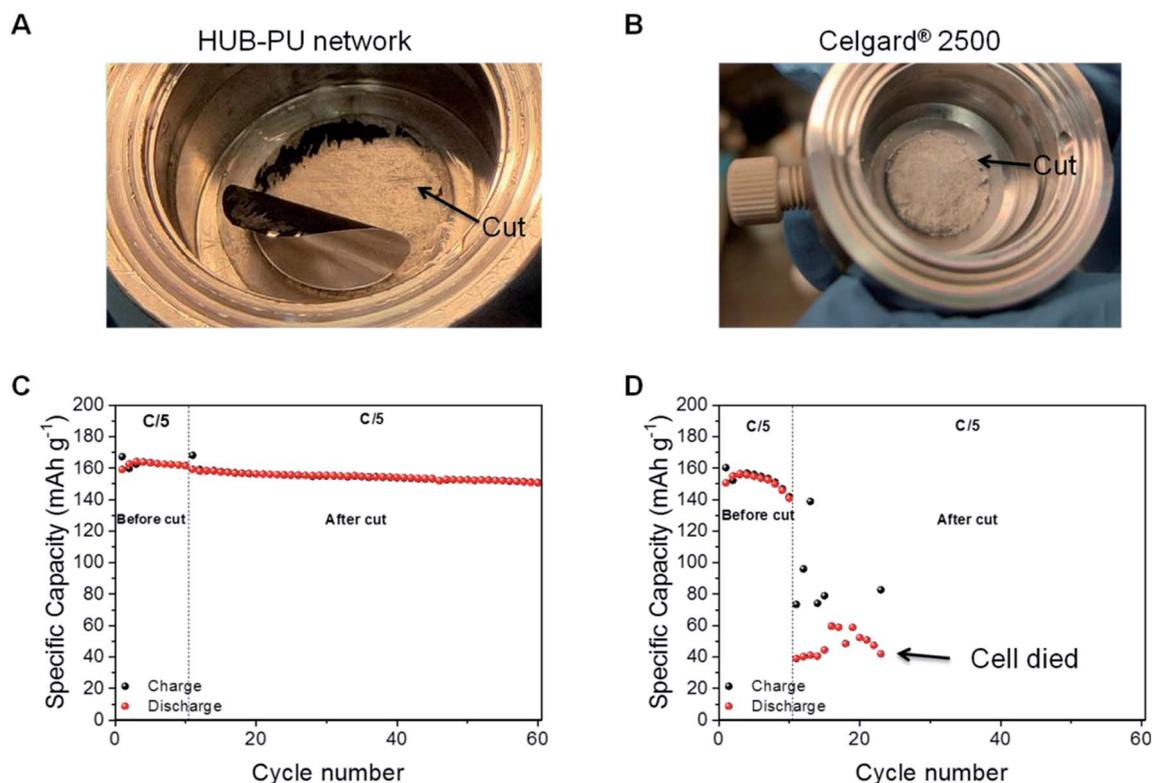 A
HUB-PU network
Cut
B
Celgard® 2500
Cut
C
200
180
160
140
120
100
80
60
40
20
0
Specific Capacity (mAh g⁻¹)
C/5
C/5
Before cut
After cut
Charge
Discharge
0
20
40
60
Cycle number
D
200
180
160
140
120
100
80
60
40
20
0
Specific Capacity (mAh g⁻¹)
C/5
C/5
Before cut
After cut
Cell died
Charge
Discharge
0
20
40
60
Cycle number